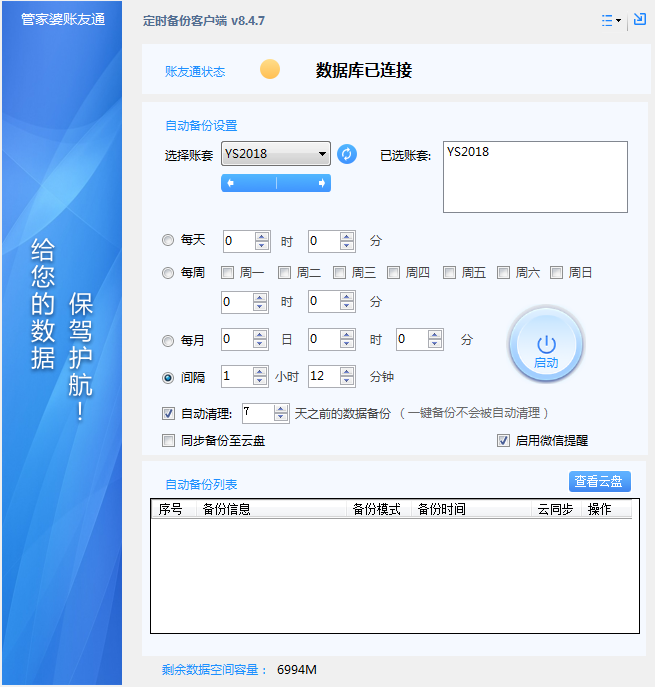 管家婆账友通
定时备份客户端 v8.4.7
账友通状态 数据库已连接
自动备份设置
选择账套 YS2018 已选账套: YS2018
每天 0 时 0 分
每周 周一 周二 周三 周四 周五 周六 周日
0 时 0 分
每月 0 日 0 时 0 分
启动
间隔 1 小时 12 分钟
自动清理: 7 天之前的数据备份 （一键备份不会被自动清理）
同步备份至云盘 启用微信提醒
给您的数据
保驾护航！
自动备份列表 查看云盘
序号 备份信息 备份模式 备份时间 云同步 操作
剩余数据空间容量： 6994M